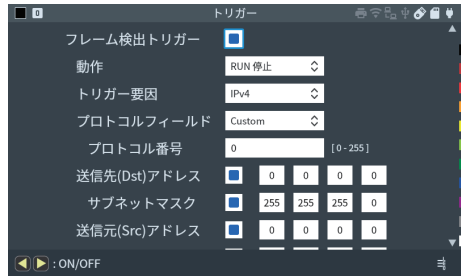 0 トリガー
フレーム検出トリガー
動作 RUN 停止
トリガー要因 IPv4
プロトコルフィールド Custom
プロトコル番号 0 [ 0 - 255 ]
送信先(Dst)アドレス 0 0 0 0
サブネットマスク 255 255 255 0
送信元(Src)アドレス 0 0 0 0
: ON/OFF